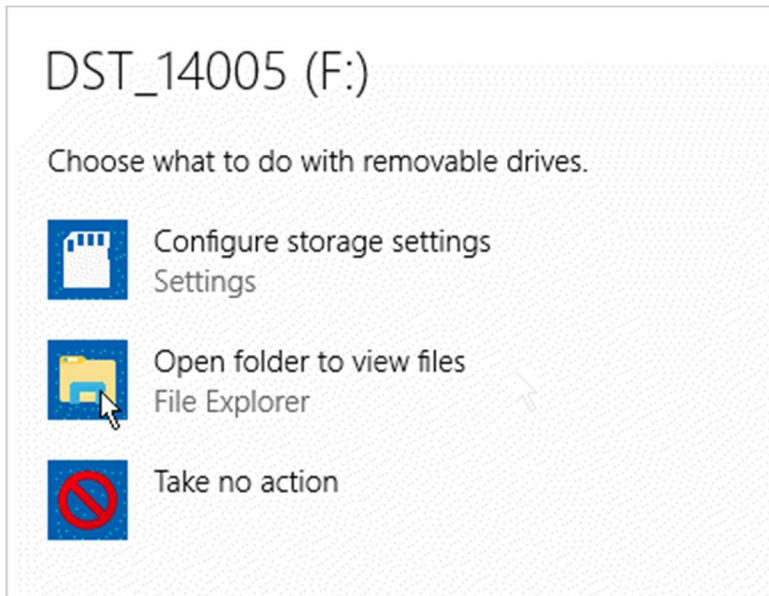 DST_14005 (F:)
Choose what to do with removable drives.
Configure storage settings
Settings
Open folder to view files
File Explorer
Take no action